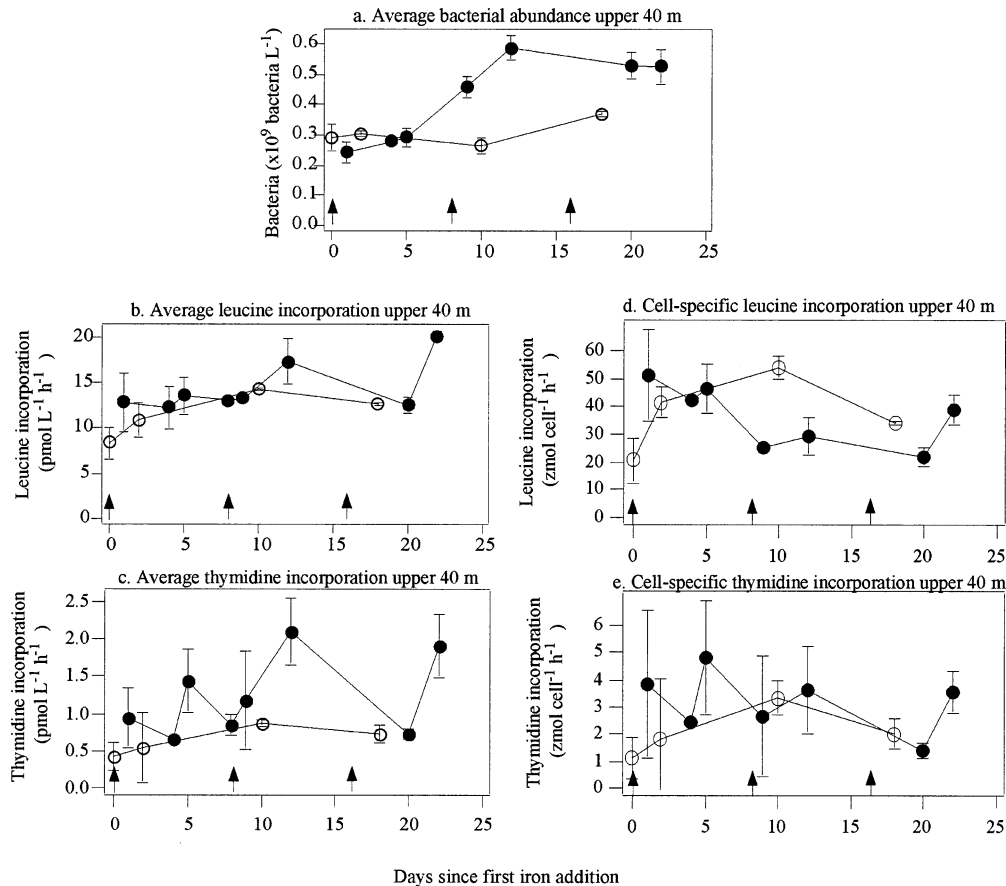 a. Average bacterial abundance upper 40 m
Bacteria (x10⁹ bacteria L⁻¹)
0.6
0.5
0.4
0.3
0.2
0.1
0.0
0 5 10 15 20 25
b. Average leucine incorporation upper 40 m
Leucine incorporation
(pmol L⁻¹ h⁻¹)
20
15
10
5
0
0 5 10 15 20 25
d. Cell-specific leucine incorporation upper 40 m
Leucine incorporation
(zmol cell⁻¹ h⁻¹)
60
50
40
30
20
10
0
0 5 10 15 20 25
c. Average thymidine incorporation upper 40 m
Thymidine incorporation
(pmol L⁻¹ h⁻¹)
2.5
2.0
1.5
1.0
0.5
0.0
0 5 10 15 20 25
e. Cell-specific thymidine incorporation upper 40 m
Thymidine incorporation
(zmol cell⁻¹ h⁻¹)
6
5
4
3
2
1
0
0 5 10 15 20 25
Days since first iron addition